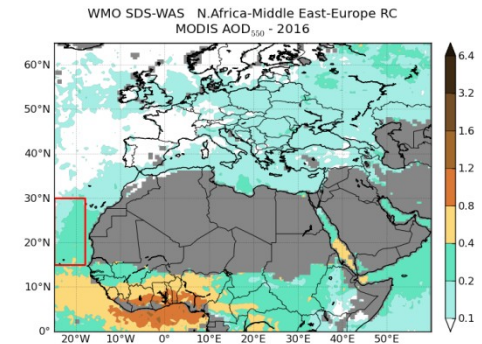 WMO SDS-WAS N.Africa-Middle East-Europe RC
MODIS AOD₅₅₀ - 2016
60°N
50°N
40°N
30°N
20°N
10°N
0°
20°W
10°W
0°
10°E
20°E
30°E
40°E
50°E
6.4
3.2
1.6
1.2
0.8
0.4
0.2
0.1